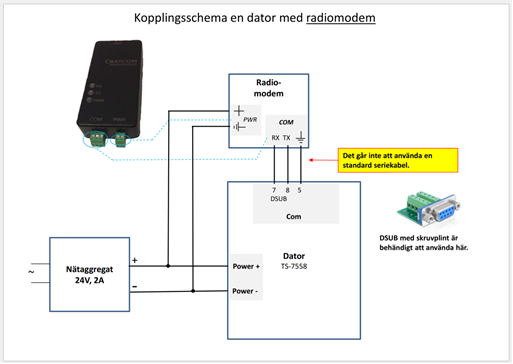 Kopplingsschema en dator med radiomodem
Radio-
modem
PWR
COM
RX TX
COM PWR
Det går inte att använda en
standard seriekabel.
7 8 5
DSUB
Com
DSUB med skruvplint är
behändigt att använda här.
Dator
TS-7558
Nätaggregat
24V, 2A
~
+
-
Power +
Power -